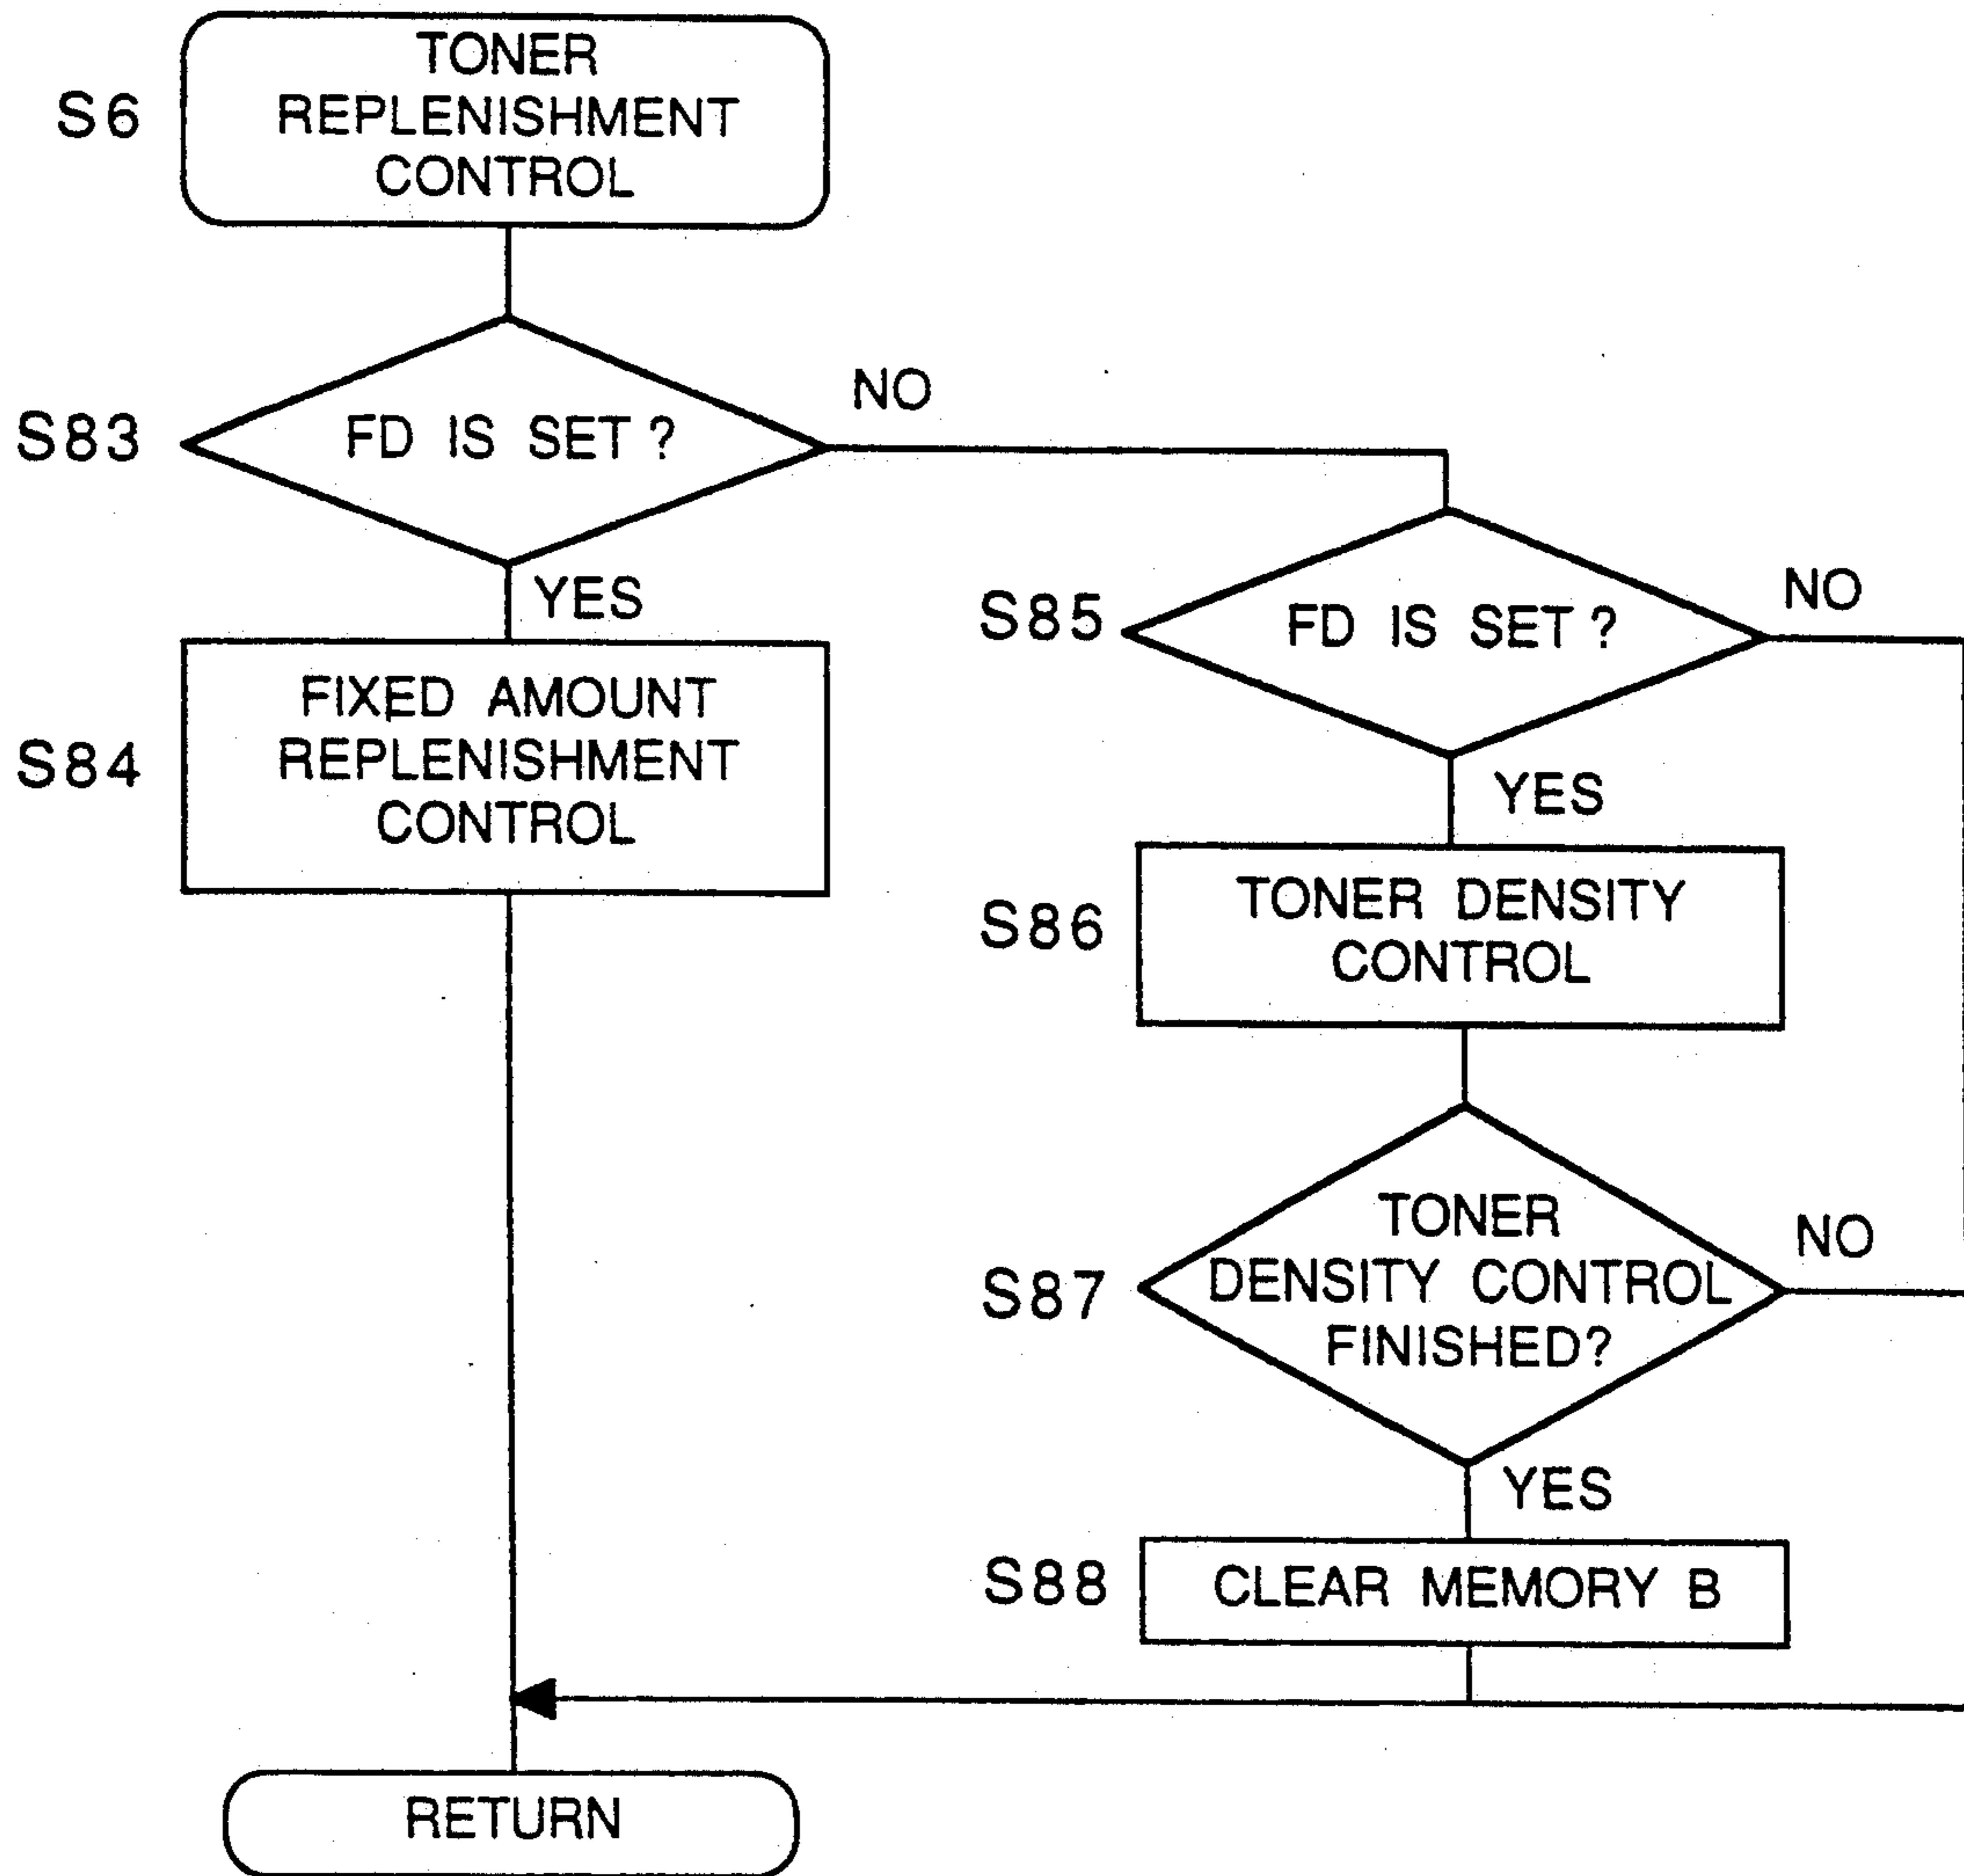 S6
TONER
REPLENISHMENT
CONTROL
S83
FD IS SET ?
NO
YES
S84
FIXED AMOUNT
REPLENISHMENT
CONTROL
S85
FD IS SET ?
NO
YES
S86
TONER DENSITY
CONTROL
S87
TONER
DENSITY CONTROL
FINISHED?
NO
YES
S88
CLEAR MEMORY B
RETURN